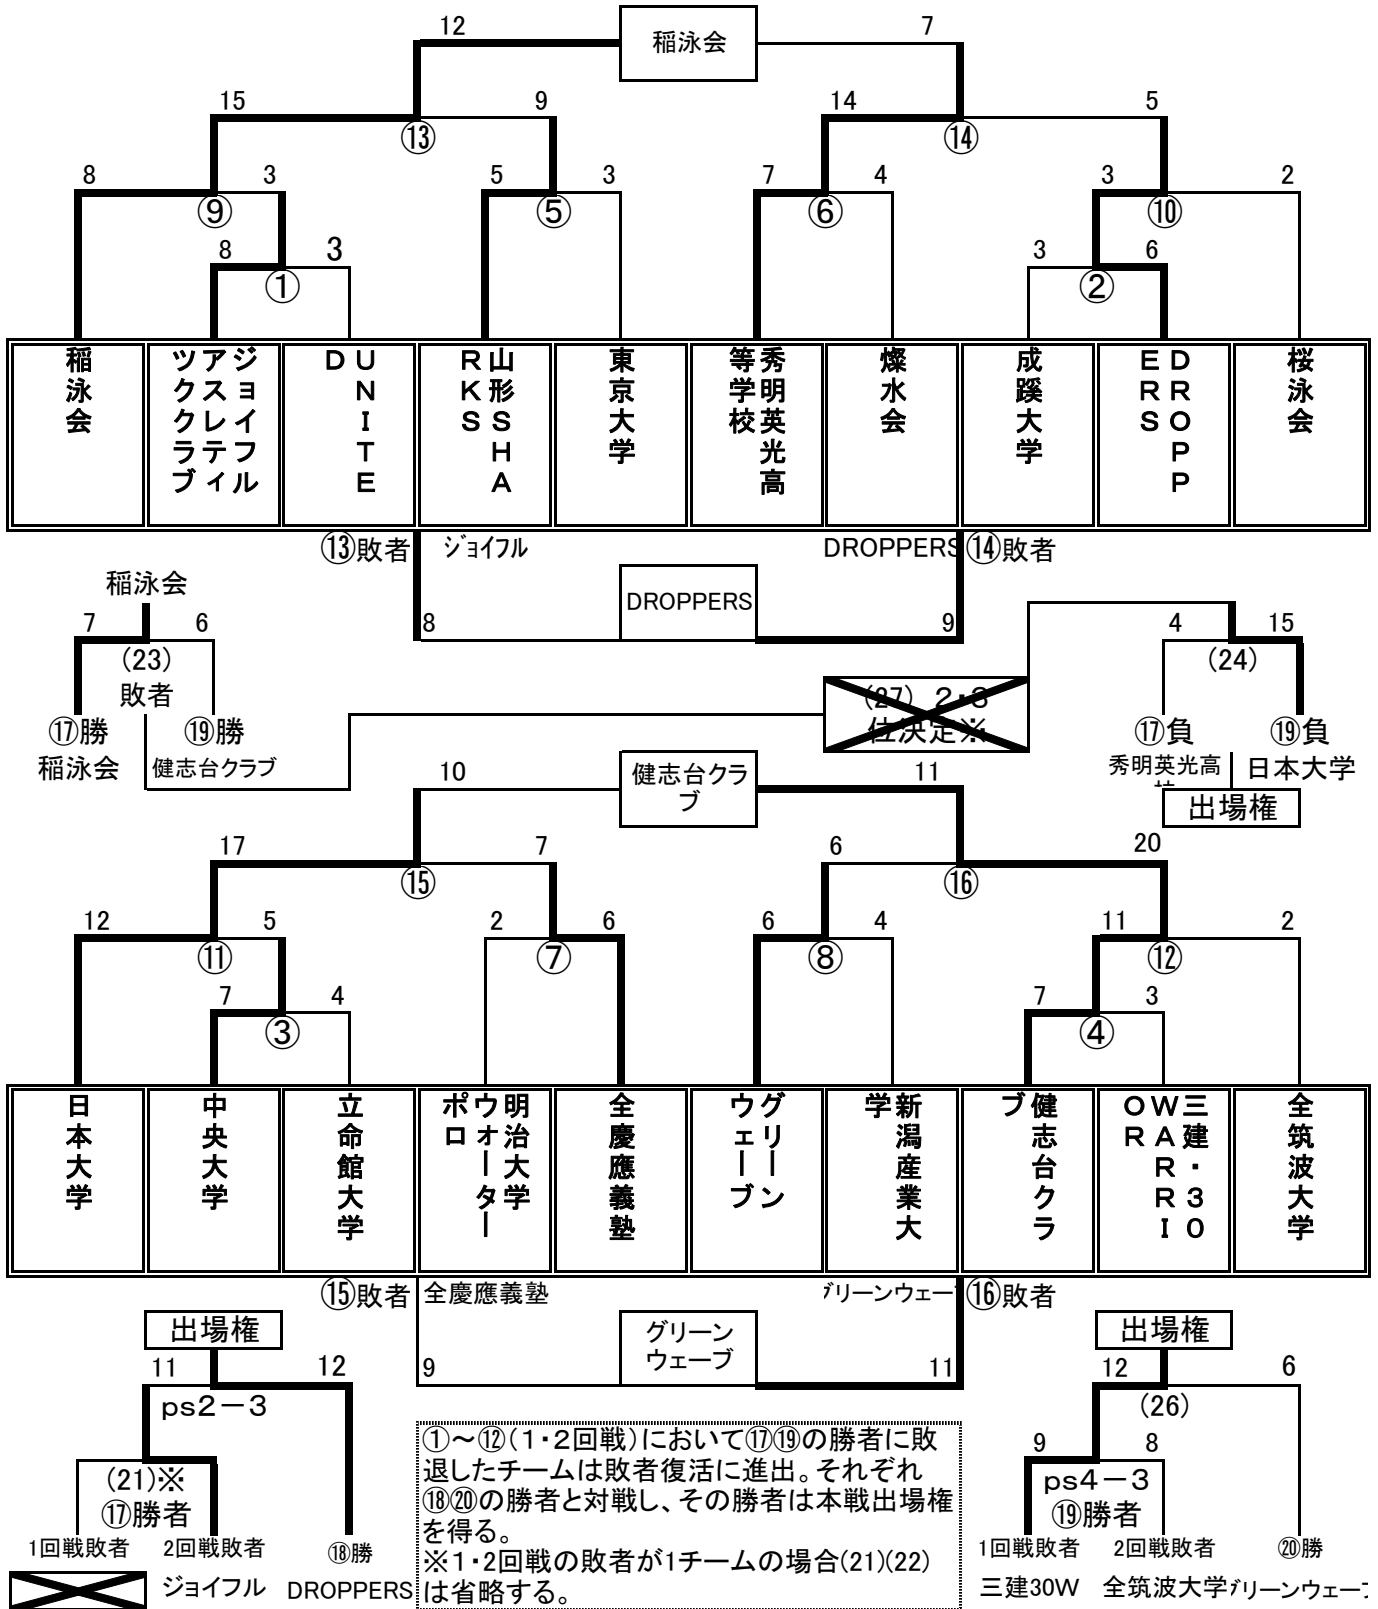 12
稲泳会
7
15
9
14
5
⑬
⑭
8
3
5
3
7
4
3
2
⑨
⑤
⑥
⑩
8
3
3
6
①
②
稲泳会
ジョイフル
アスレティ
ッククラブ
UNITE
D
山形SHA
RKS
東京大学
秀明英光高
等学校
燦水会
成蹊大学
DROPP
ERS
桜泳会
⑬敗者
ジョイフル
DROPPERS
⑭敗者
稲泳会
DROPPERS
7
6
8
9
4
15
(23)
敗者
(24)
(27) 2・3
位決定※
⑰勝
⑲勝
⑰負
⑲負
稲泳会
健志台クラブ
秀明英光高
日本大学
出場権
10
健志台クラ
ブ
11
17
7
6
20
⑮
⑯
12
5
2
6
6
4
11
2
⑪
⑦
⑧
⑫
7
4
7
3
③
④
日本大学
中央大学
立命館大学
明治大学
ウォーター
ポロ
全慶應義塾
グリーン
ウェーブ
新潟産業大
学
健志台クラ
ブ
三建・30
WARRI
OR
全筑波大学
⑮敗者
全慶應義塾
グリーンウェーブ
⑯敗者
出場権
グリーン
ウェーブ
出場権
11
12
9
11
12
6
ps2-3
(26)
①~⑫(1・2回戦)において⑰⑲の勝者に敗
退したチームは敗者復活に進出。それぞれ
⑱⑳の勝者と対戦し、その勝者は本戦出場権
を得る。
※1・2回戦の敗者が1チームの場合(21)(22)
は省略する。
9
8
(21)※
ps4-3
⑰勝者
⑲勝者
1回戦敗者
2回戦敗者
⑱勝
1回戦敗者
2回戦敗者
⑳勝
ジョイフル
DROPPERS
三建30W
全筑波大学
グリーンウェーブ